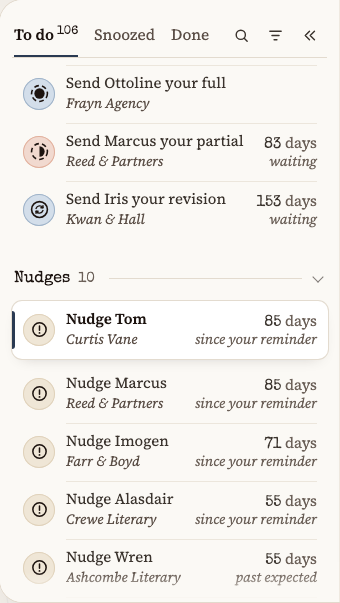 To do 106 Snoozed Done
Send Ottoline your full
Frayn Agency
Send Marcus your partial 83 days
Reed & Partners waiting
Send Iris your revision 153 days
Kwan & Hall waiting
Nudges 10
Nudge Tom 85 days
Curtis Vane since your reminder
Nudge Marcus 85 days
Reed & Partners since your reminder
Nudge Imogen 71 days
Farr & Boyd since your reminder
Nudge Alasdair 55 days
Crewe Literary since your reminder
Nudge Wren 55 days
Ashcombe Literary past expected